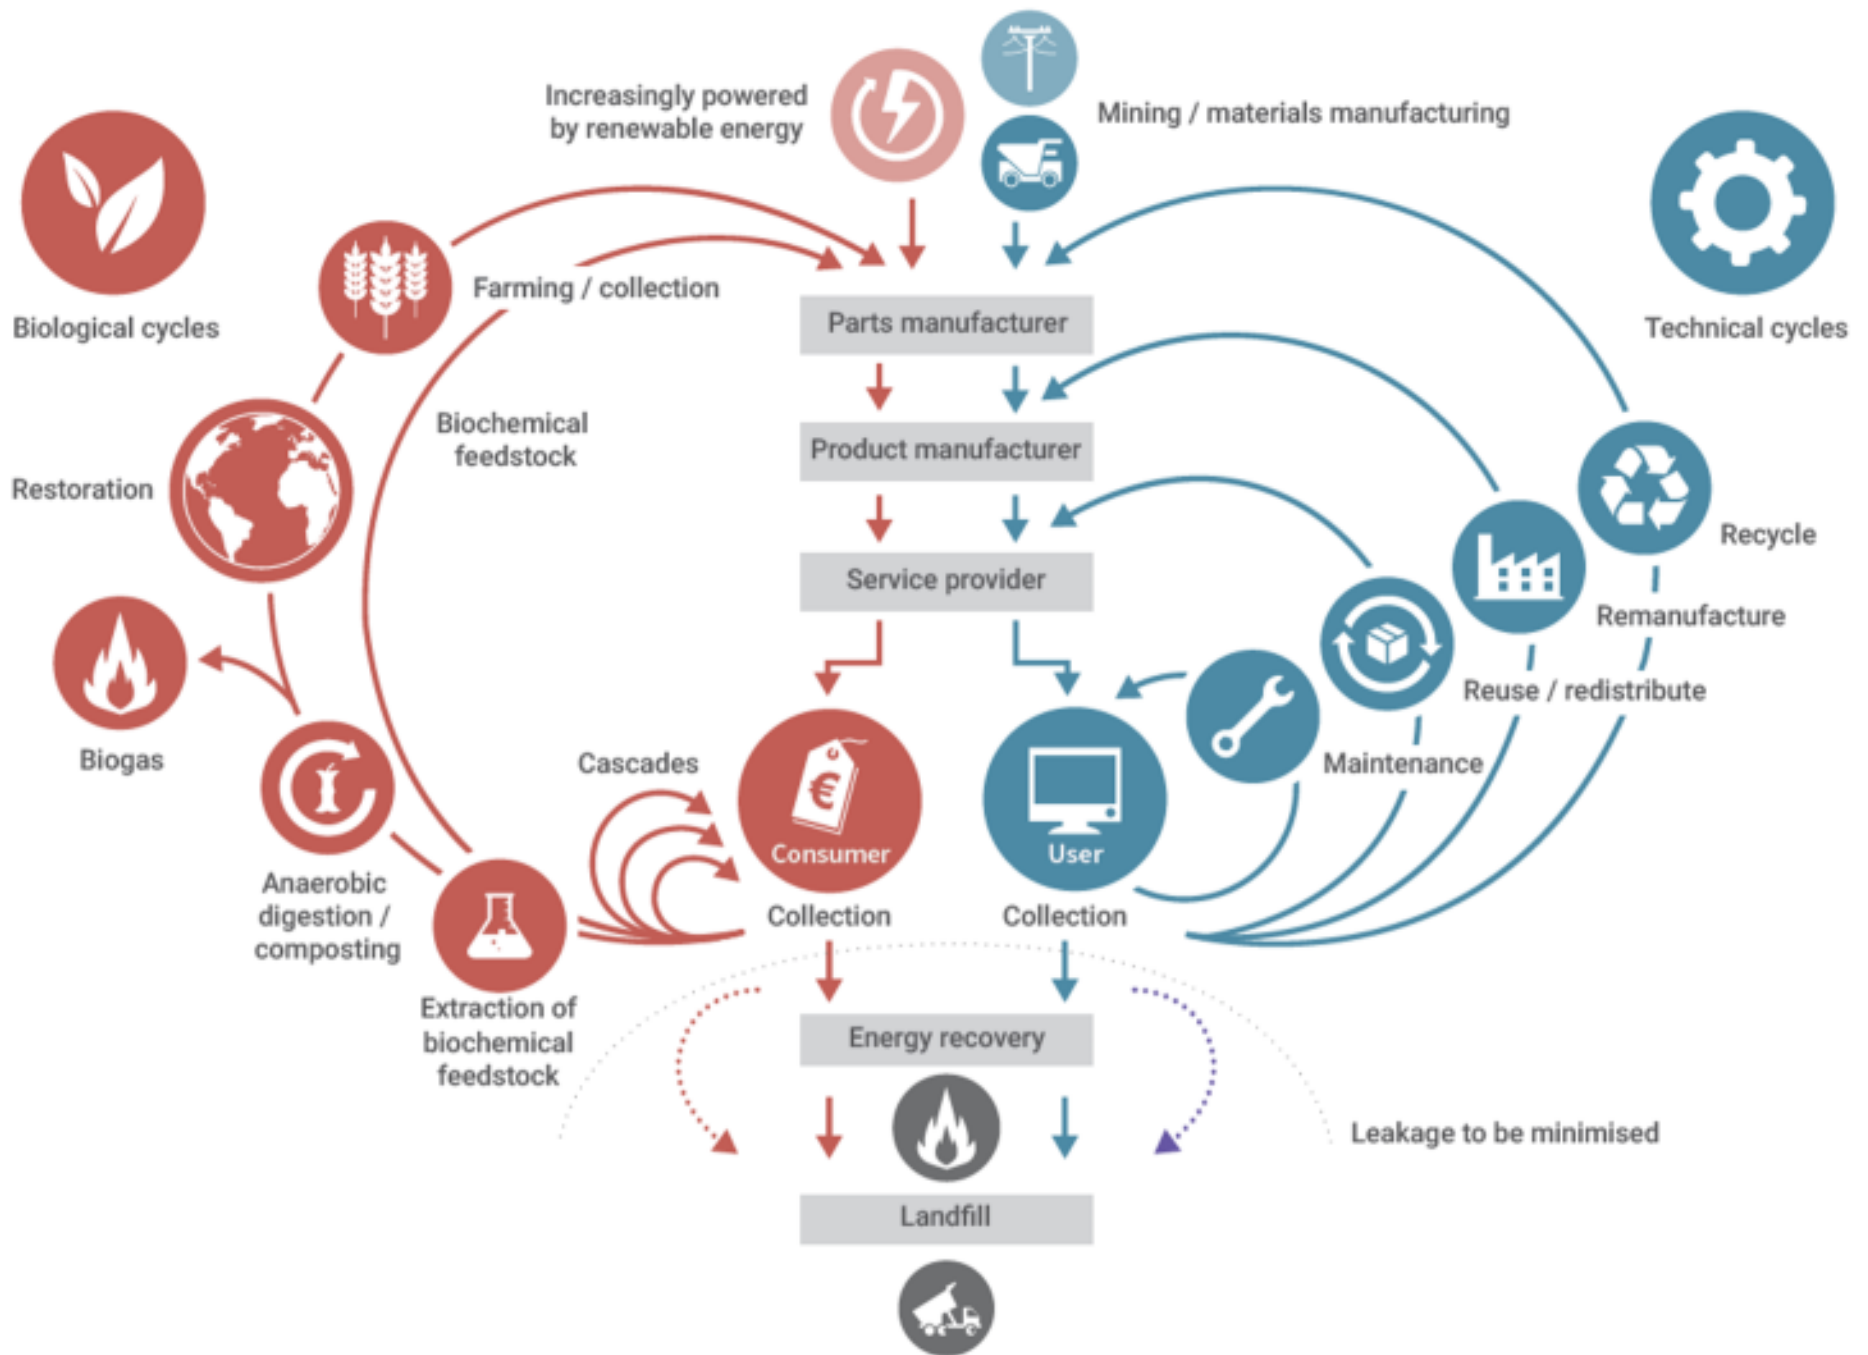 Increasingly powered
by renewable energy
Mining / materials manufacturing
Biological cycles
Technical cycles
Farming / collection
Parts manufacturer
Biochemical
feedstock
Product manufacturer
Restoration
Recycle
Service provider
Remanufacture
Reuse / redistribute
Biogas
Cascades
Maintenance
€
Consumer
User
Anaerobic
digestion /
composting
Collection
Collection
Extraction of
biochemical
feedstock
Energy recovery
Leakage to be minimised
Landfill